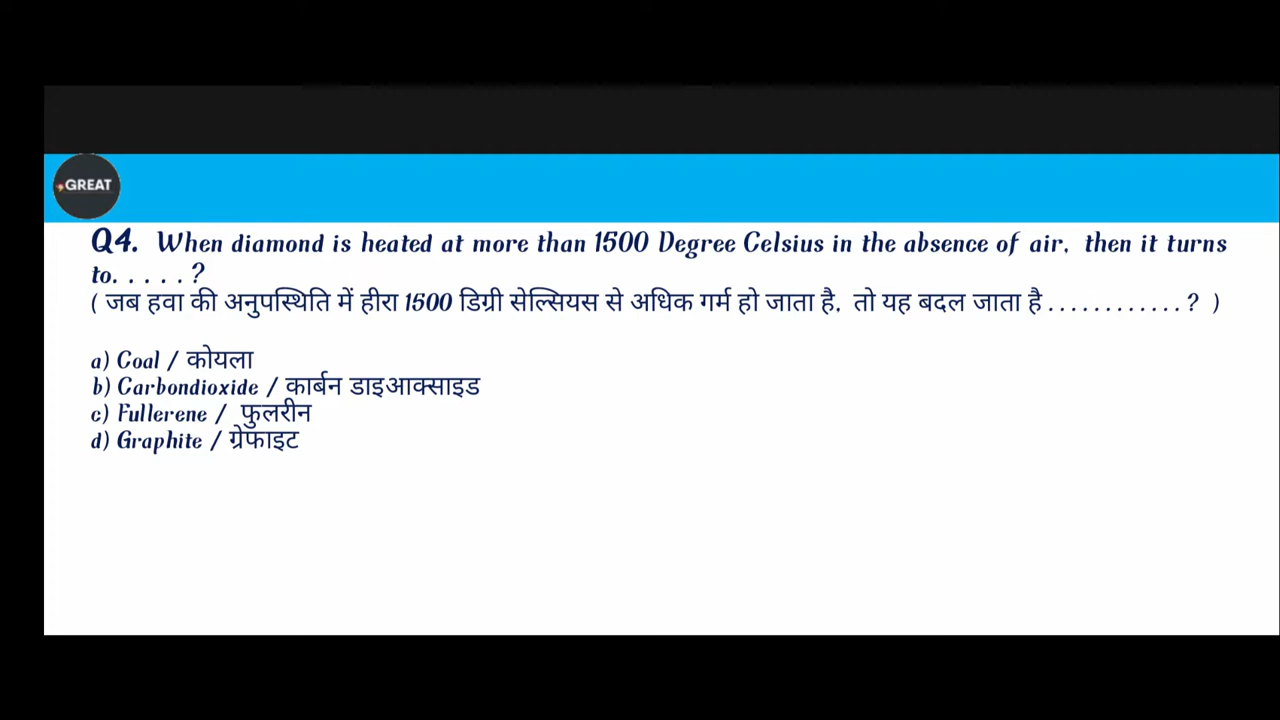 GREAT
Q4. When diamond is heated at more than 1500 Degree Celsius in the absence of air, then it turns
to.....?
( जब हवा की अनुपस्थिति में हीरा 1500 डिग्री सेल्सियस से अधिक गर्म हो जाता है, तो यह बदल जाता है ............? )
a) Coal / कोयला
b) Carbondioxide / कार्बन डाइआक्साइड
c) Fullerene / फुलरीन
d) Graphite / ग्रेफाइट